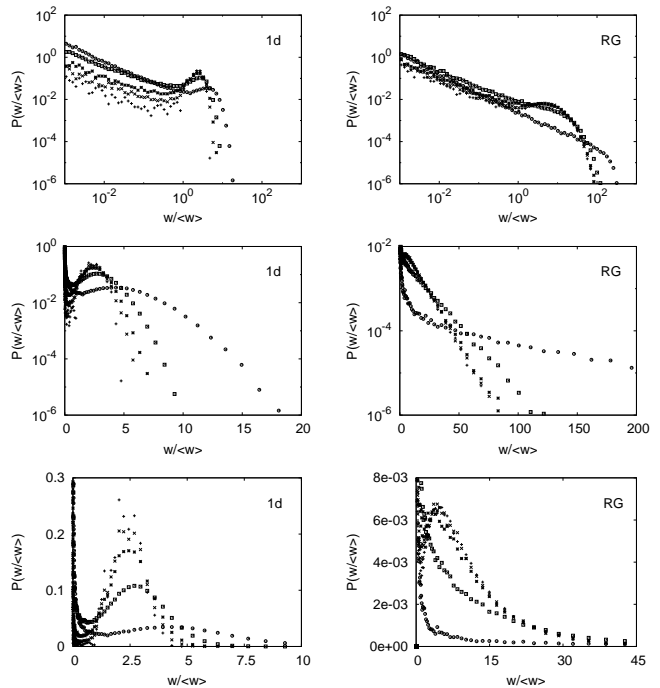 1d
P(w/<w>)
10^2
10^0
10^-2
10^-4
10^-6
10^-2 10^0 10^2
w/<w>
RG
P(w/<w>)
10^2
10^0
10^-2
10^-4
10^-6
10^-2 10^0 10^2
w/<w>
1d
P(w/<w>)
10^0
10^-2
10^-4
10^-6
0 5 10 15 20
w/<w>
RG
P(w/<w>)
10^-2
10^-4
10^-6
0 50 100 150 200
w/<w>
1d
P(w/<w>)
0.3
0.2
0.1
0
0 2.5 5 7.5 10
w/<w>
RG
P(w/<w>)
8e-03
6e-03
4e-03
2e-03
0e+00
0 15 30 45
w/<w>